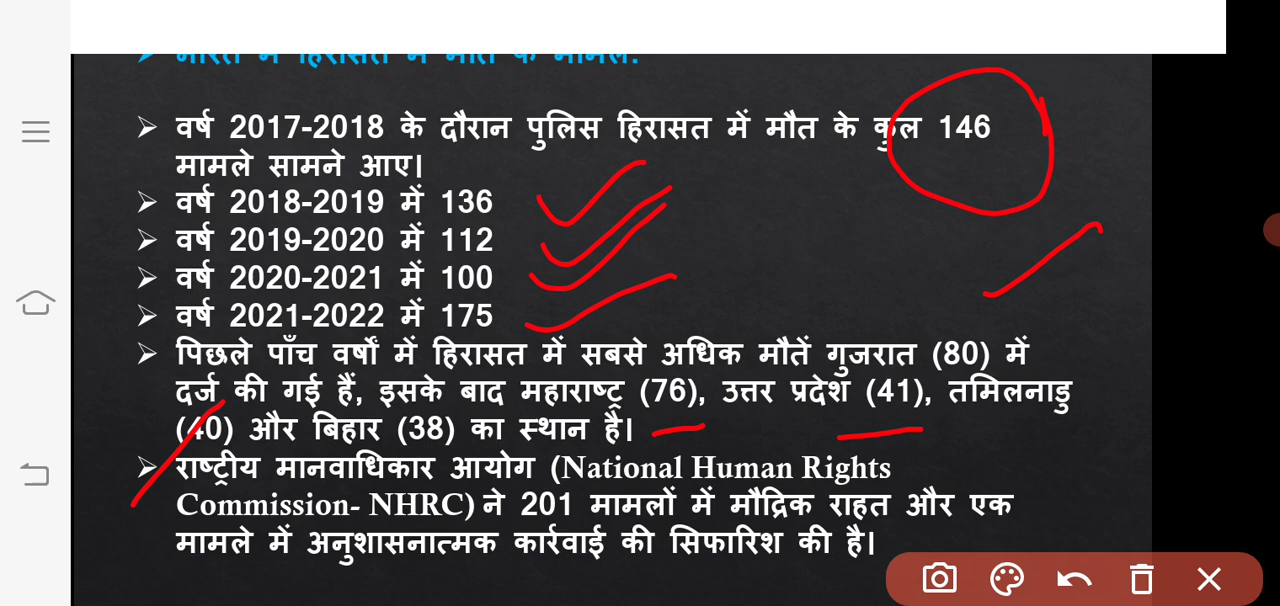 भारत में हिरासत में मौत के मामले:
➢ वर्ष 2017-2018 के दौरान पुलिस हिरासत में मौत के कुल 146
मामले सामने आए।
➢ वर्ष 2018-2019 में 136
➢ वर्ष 2019-2020 में 112
➢ वर्ष 2020-2021 में 100
➢ वर्ष 2021-2022 में 175
➢ पिछले पाँच वर्षों में हिरासत में सबसे अधिक मौतें गुजरात (80) में
दर्ज की गई हैं, इसके बाद महाराष्ट्र (76), उत्तर प्रदेश (41), तमिलनाडु
(40) और बिहार (38) का स्थान है।
➢ राष्ट्रीय मानवाधिकार आयोग (National Human Rights
Commission- NHRC) ने 201 मामलों में मौद्रिक राहत और एक
मामले में अनुशासनात्मक कार्रवाई की सिफारिश की है।